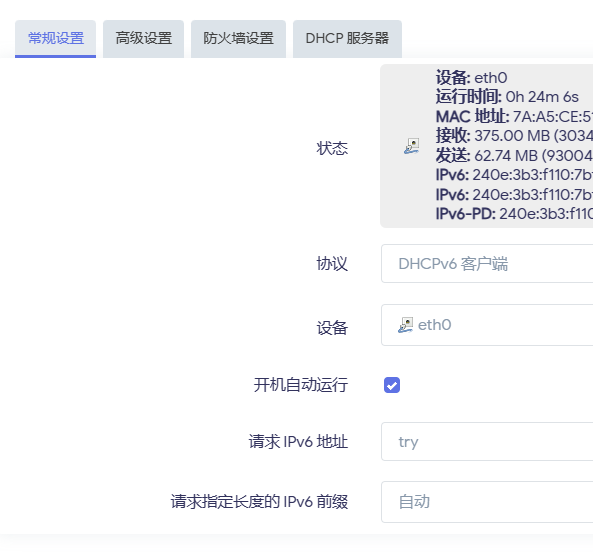 常规设置
高级设置
防火墙设置
DHCP 服务器
状态
设备: eth0
运行时间: 0h 24m 6s
MAC 地址: 7A:A5:CE:5
接收: 375.00 MB (3034
发送: 62.74 MB (93004
IPv6: 240e:3b3:f110:7b
IPv6: 240e:3b3:f110:7b
IPv6-PD: 240e:3b3:f110
协议
DHCPv6 客户端
设备
eth0
开机自动运行
请求 IPv6 地址
try
请求指定长度的 IPv6 前缀
自动